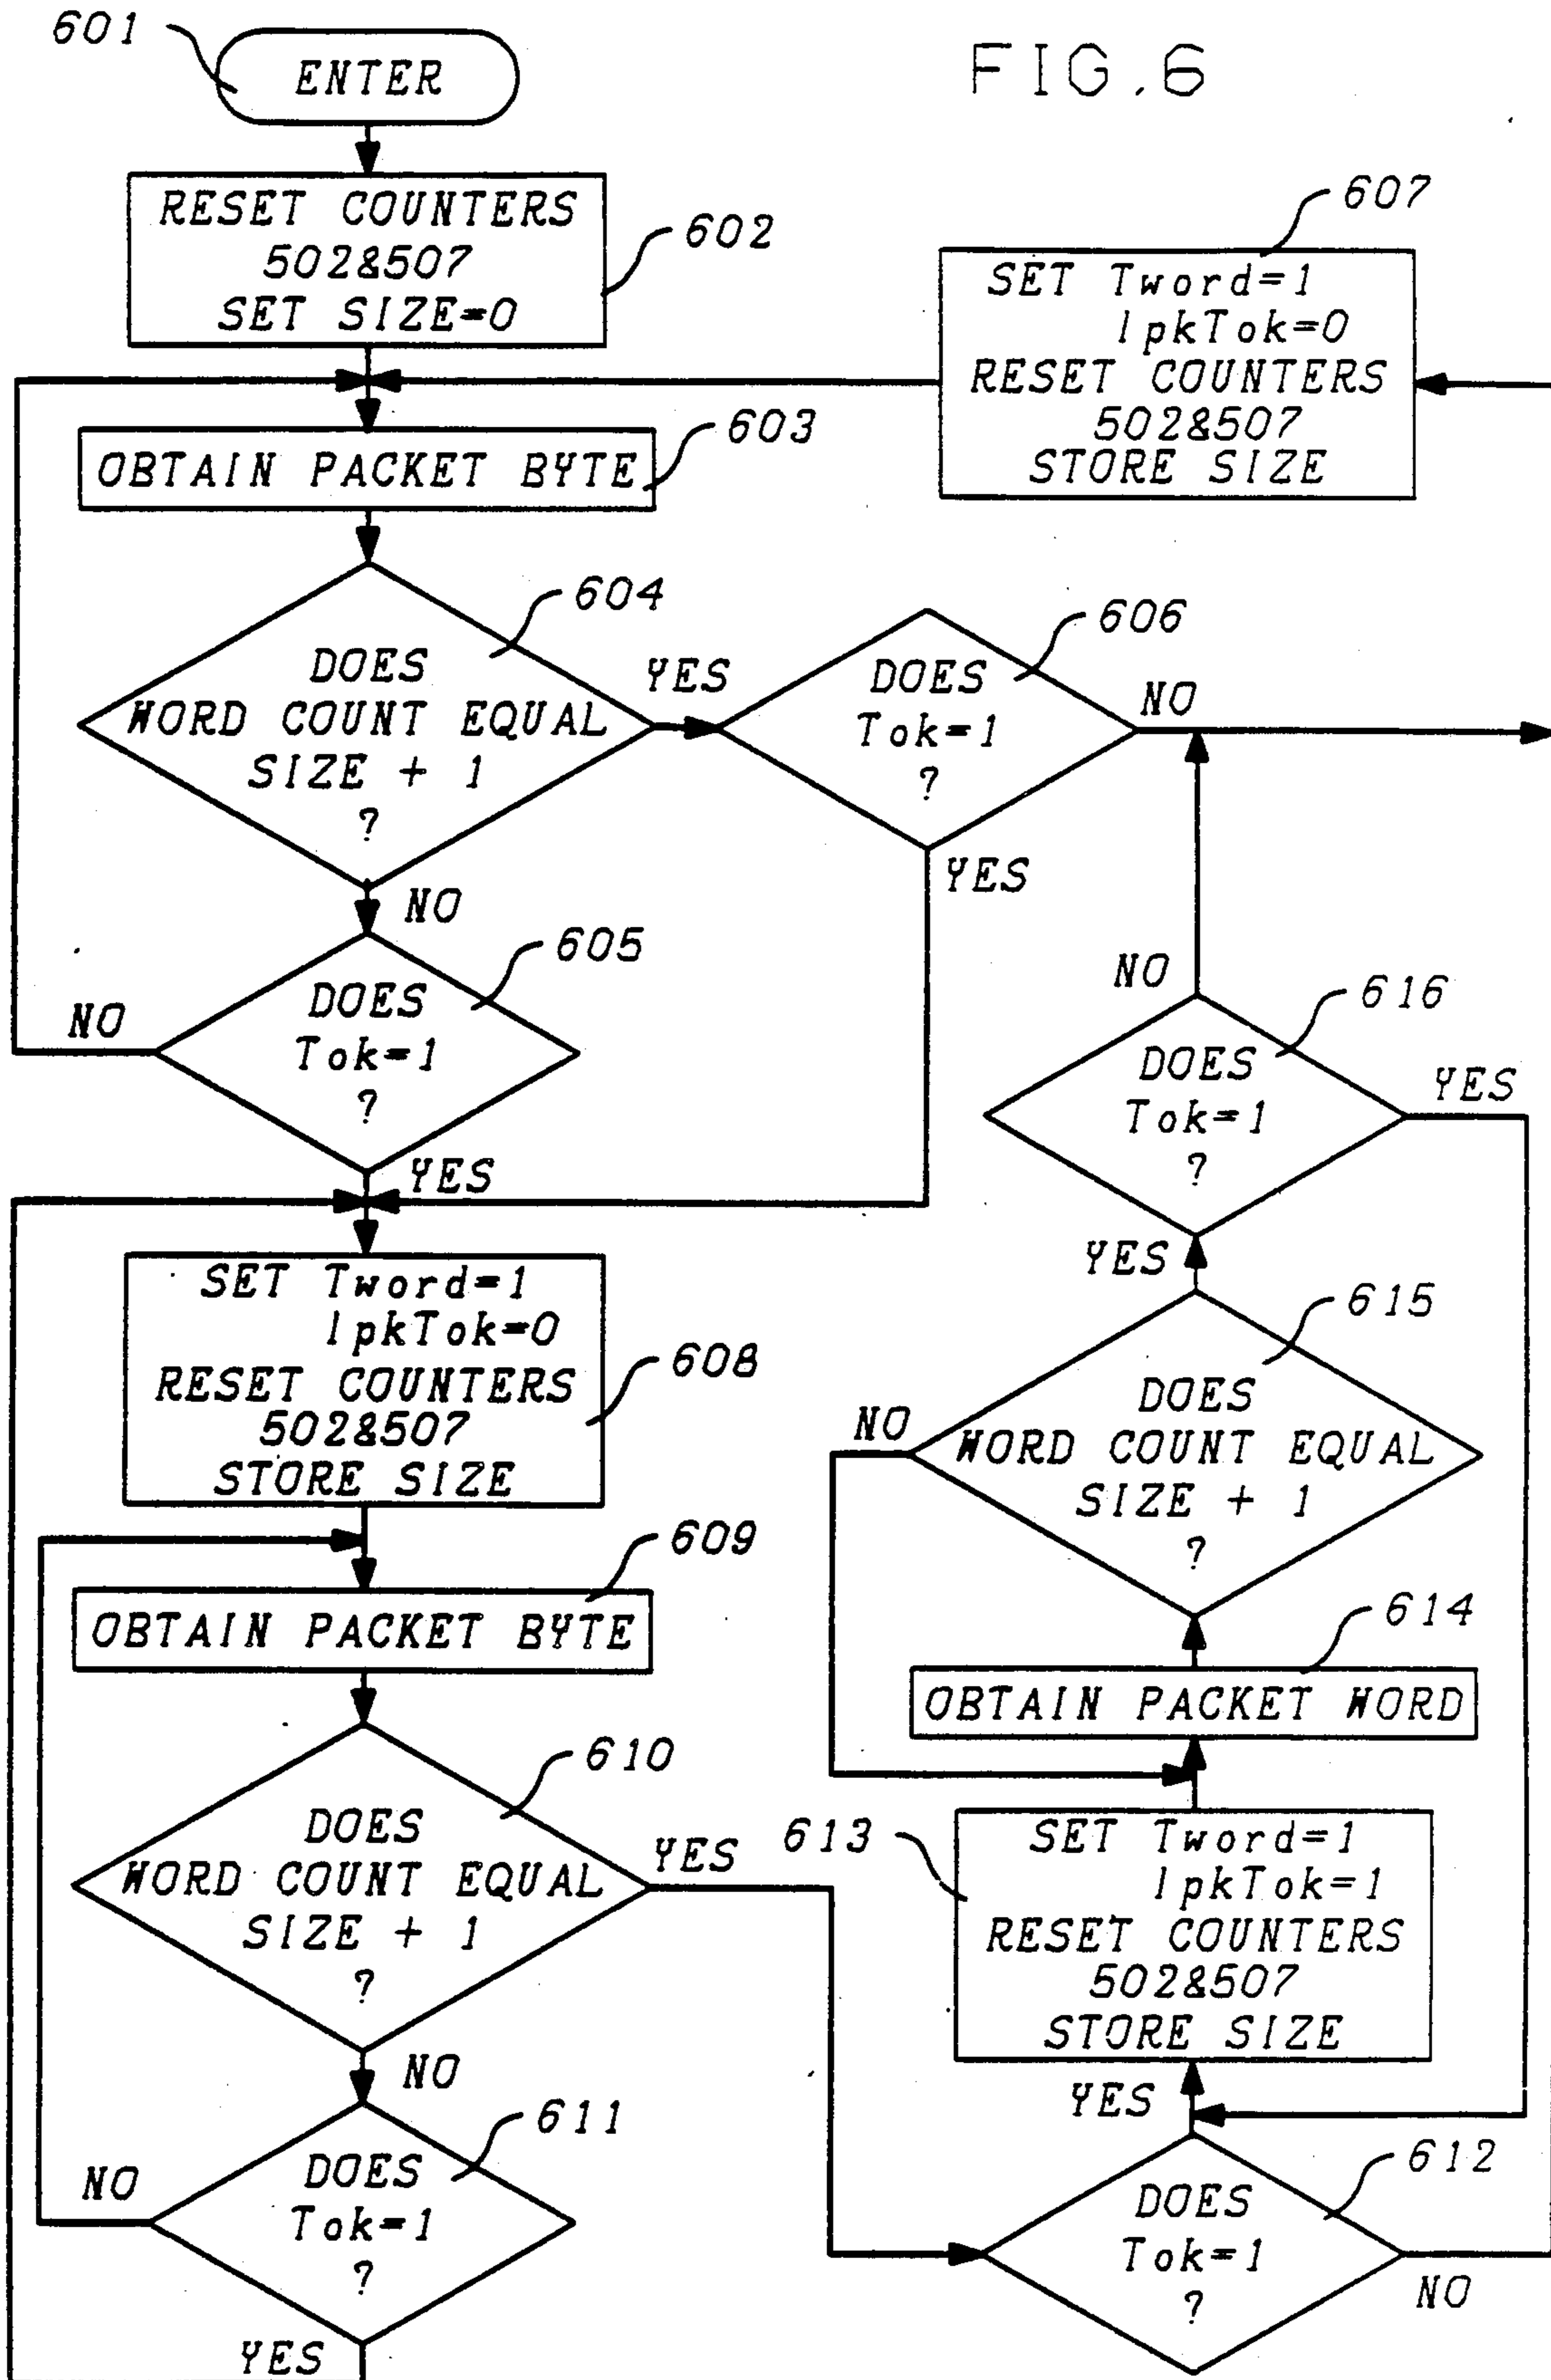 601
ENTER
FIG.6
RESET COUNTERS
502&507
SET SIZE=0
602
607
SET Tword=1
lpkTok=0
RESET COUNTERS
502&507
STORE SIZE
OBTAIN PACKET BYTE
603
604
DOES
WORD COUNT EQUAL
SIZE + 1
?
YES
NO
606
DOES
Tok=1
?
NO
YES
605
DOES
Tok=1
?
NO
YES
616
NO
DOES
Tok=1
?
YES
YES
SET Tword=1
lpkTok=0
RESET COUNTERS
502&507
STORE SIZE
608
615
DOES
WORD COUNT EQUAL
SIZE + 1
?
NO
609
OBTAIN PACKET BYTE
614
OBTAIN PACKET WORD
610
DOES
WORD COUNT EQUAL
SIZE + 1
?
YES
NO
613
SET Tword=1
lpkTok=1
RESET COUNTERS
502&507
STORE SIZE
YES
611
DOES
Tok=1
?
NO
YES
612
DOES
Tok=1
?
NO